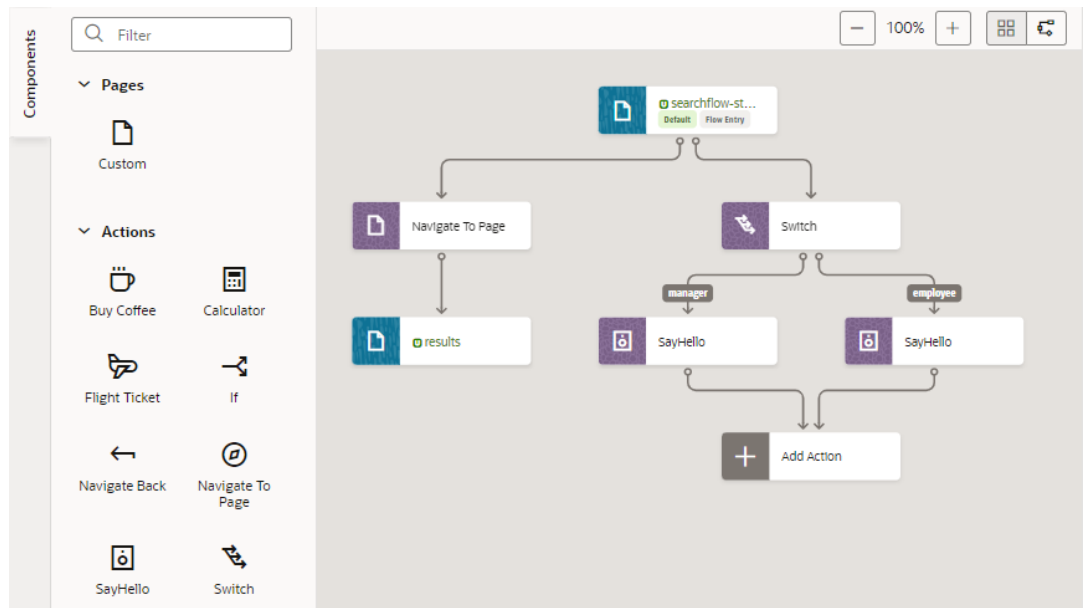 Components
Filter
100%
Pages
Custom
Actions
Buy Coffee
Calculator
Flight Ticket
If
Navigate Back
Navigate To
Page
SayHello
Switch
searchflow-st...
Default
Flow Entry
Navigate To Page
Switch
manager
employee
results
SayHello
SayHello
Add Action